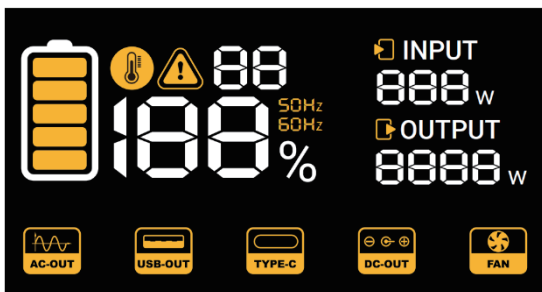 88
INPUT
888 W
50Hz
60Hz
188 %
OUTPUT
8888 W
AC-OUT
USB-OUT
TYPE-C
DC-OUT
FAN